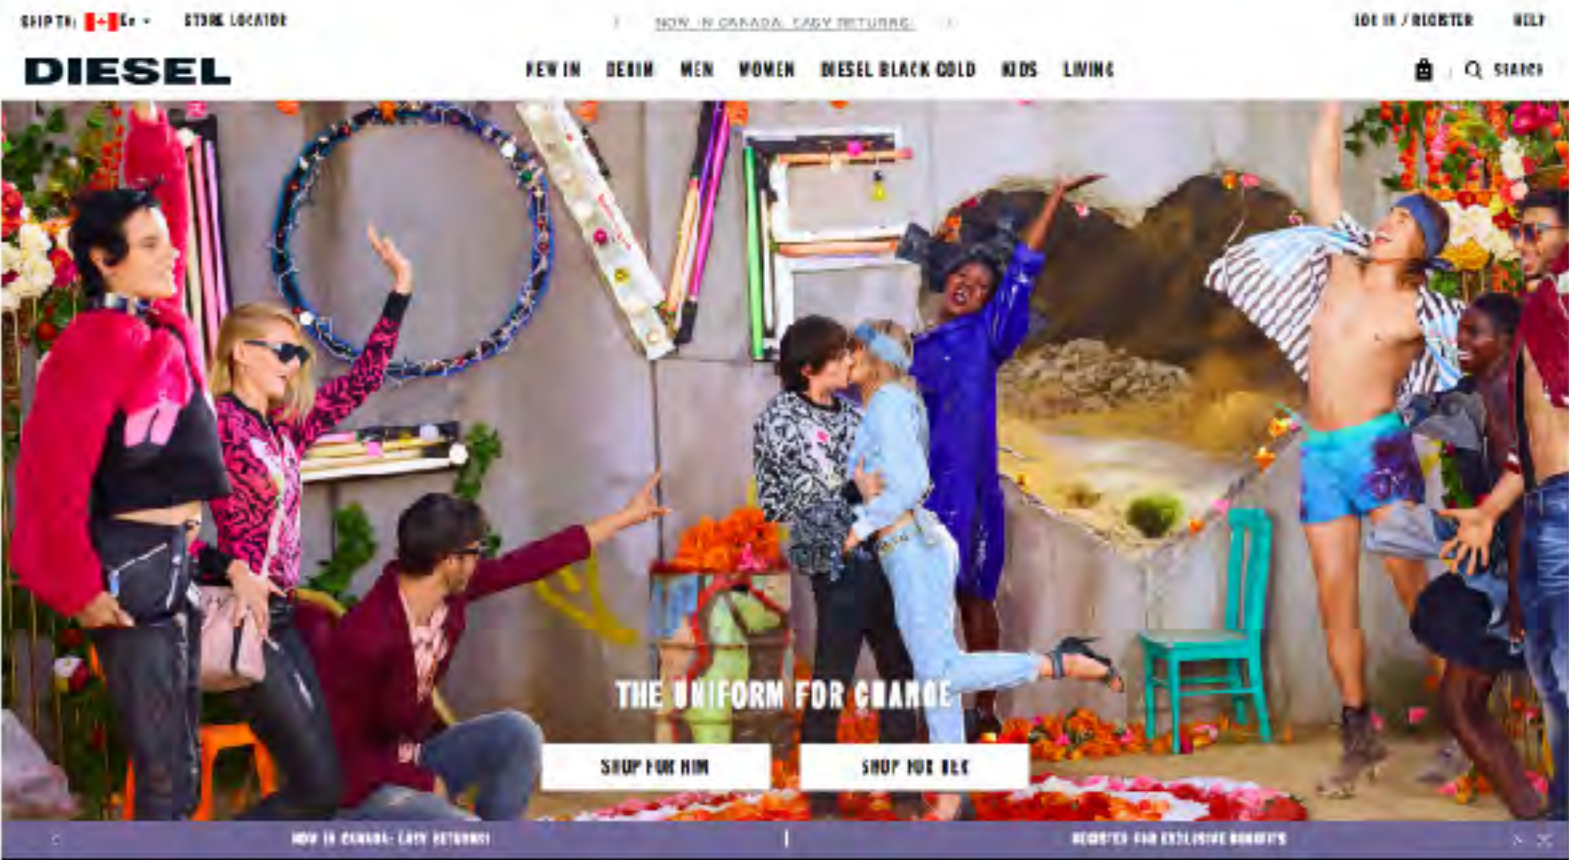 SHIP TO: En STORE LOCATOR
NOW IN CANADA: EASY RETURNS!
LOG IN / REGISTER HELP
DIESEL
NEW IN DENIM MEN WOMEN DIESEL BLACK GOLD KIDS LIVING
SEARCH
LOVE
THE UNIFORM FOR CHANGE
SHOP FOR HIM SHOP FOR HER
NOW IN CANADA: EASY RETURNS! REGISTER FOR EXCLUSIVE BENEFITS